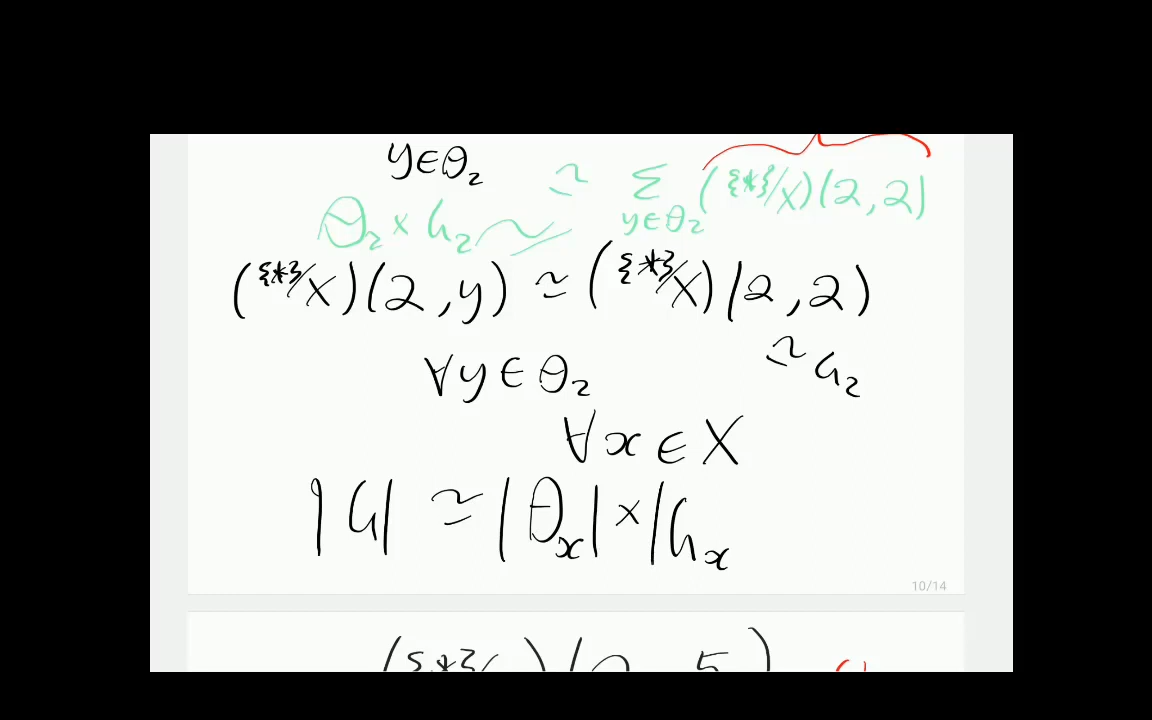 y∈θ₂
≃ Σ ({*}/X)(2,2)
y∈θ₂
θ₂ × G₂ ≃
({*}/X)(2,y) ≃ ({*}/X)(2,2)
≃ G₂
∀y∈θ₂
∀x∈X
|G| ≃ |θₓ| × |Gₓ
10/14